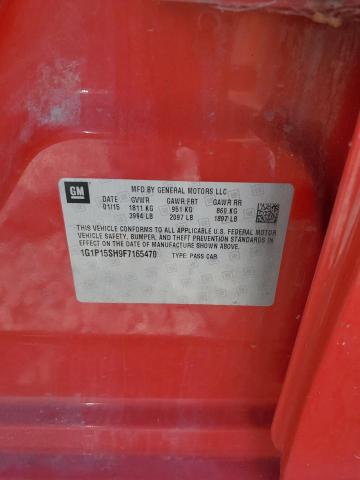 GM
MFD BY GENERAL MOTORS LLC
DATE GVWR GAWR FRT GAWR RR
01/15 1811 KG 951 KG 860 KG
3994 LB 2097 LB 1897 LB
THIS VEHICLE CONFORMS TO ALL APPLICABLE U.S. FEDERAL MOTOR
VEHICLE SAFETY, BUMPER, AND THEFT PREVENTION STANDARDS IN
EFFECT ON THE DATE OF MANUFACTURE SHOWN ABOVE.
1G1P15SH9F7165470 TYPE: PASS CAR